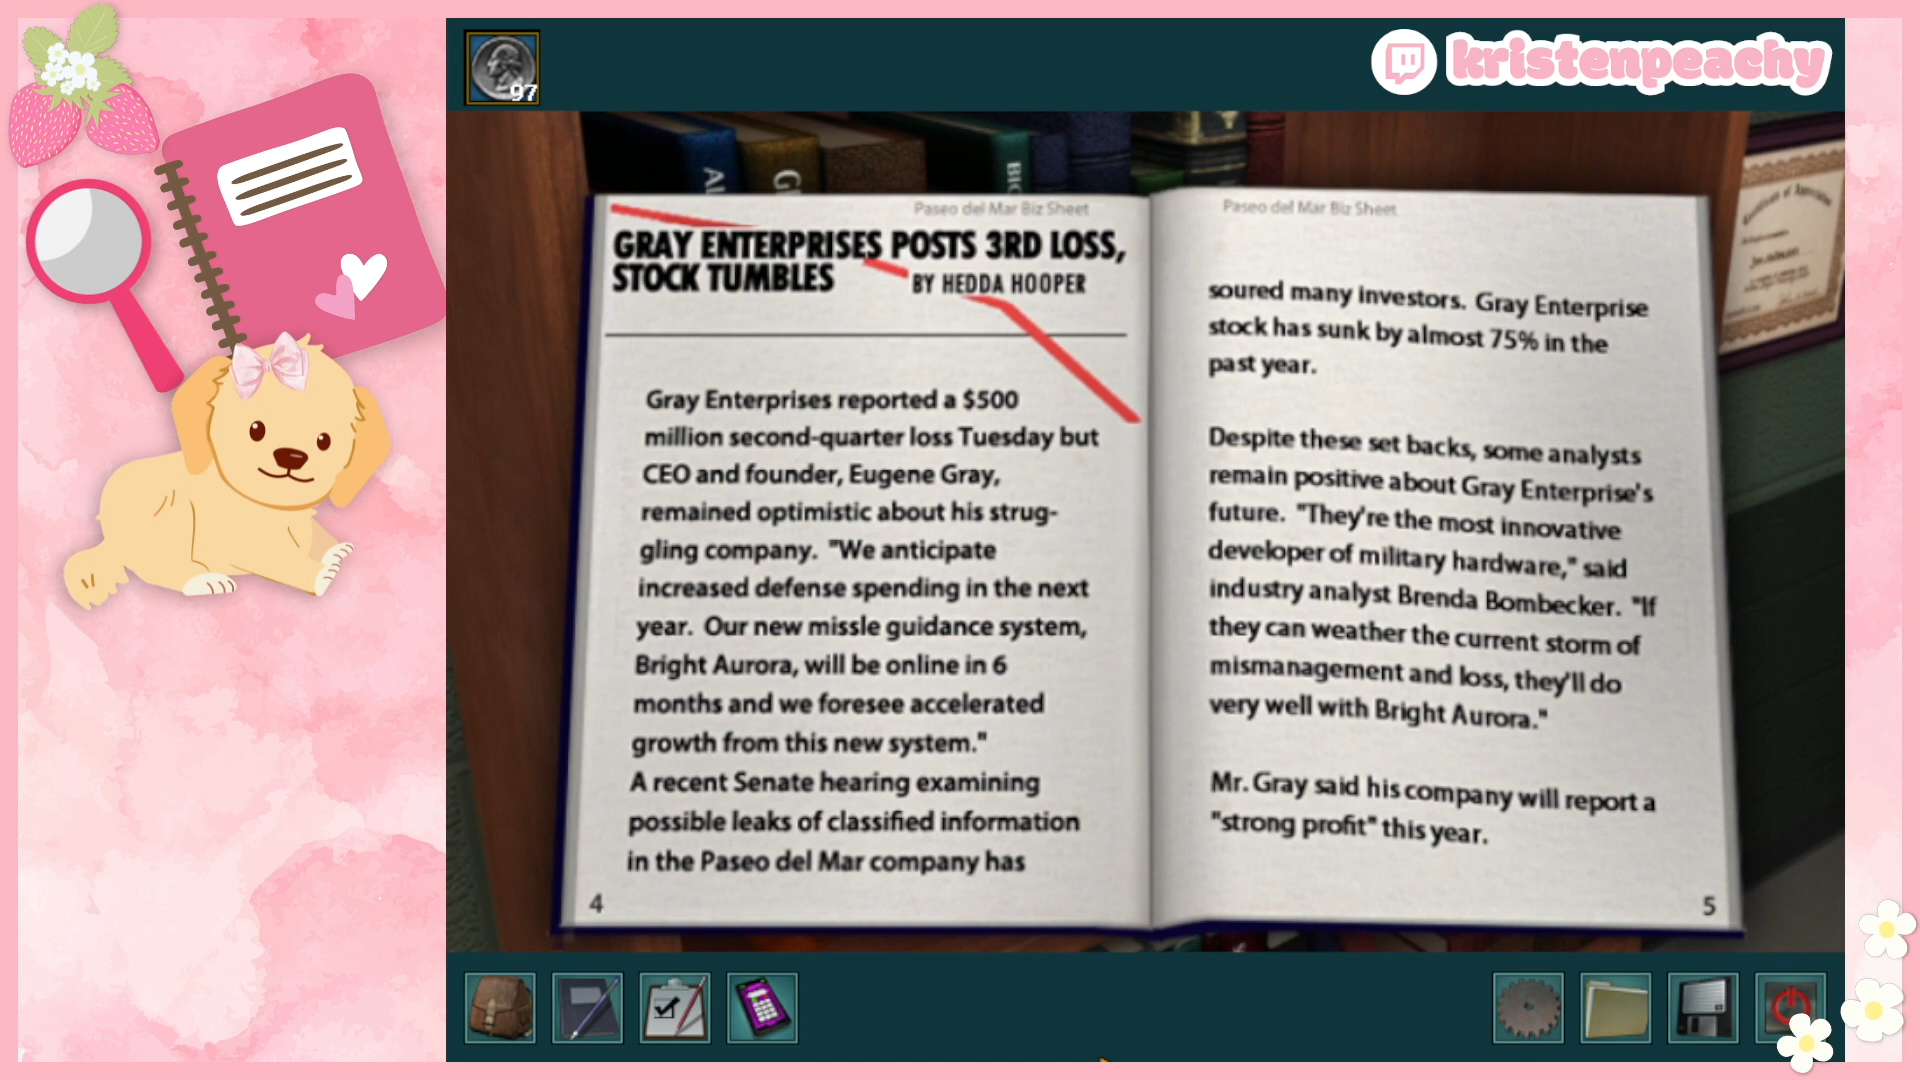 97
kristenpeachy
Paseo del Mar Biz Sheet
GRAY ENTERPRISES POSTS 3RD LOSS,
STOCK TUMBLES
BY HEDDA HOOPER
Gray Enterprises reported a $500
million second-quarter loss Tuesday but
CEO and founder, Eugene Gray,
remained optimistic about his strug-
gling company. "We anticipate
increased defense spending in the next
year. Our new missle guidance system,
Bright Aurora, will be online in 6
months and we foresee accelerated
growth from this new system."
A recent Senate hearing examining
possible leaks of classified information
in the Paseo del Mar company has
4
Paseo del Mar Biz Sheet
soured many investors. Gray Enterprise
stock has sunk by almost 75% in the
past year.
Despite these set backs, some analysts
remain positive about Gray Enterprise's
future. "They're the most innovative
developer of military hardware," said
industry analyst Brenda Bombecker. "If
they can weather the current storm of
mismanagement and loss, they'll do
very well with Bright Aurora."
Mr. Gray said his company will report a
"strong profit" this year.
5